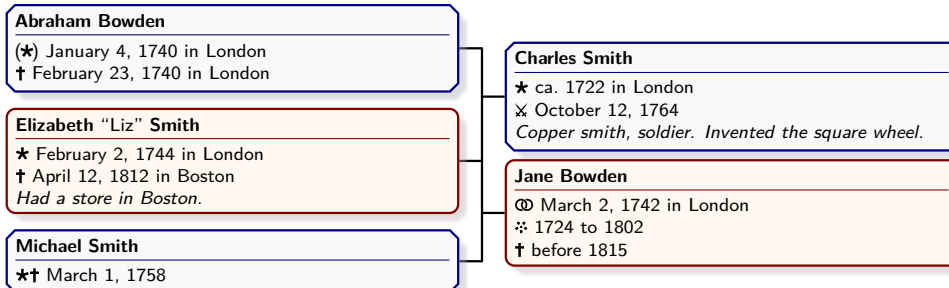 Abraham Bowden
(★) January 4, 1740 in London
✝ February 23, 1740 in London
Elizabeth “Liz” Smith
★ February 2, 1744 in London
✝ April 12, 1812 in Boston
Had a store in Boston.
Michael Smith
★✝ March 1, 1758
Charles Smith
★ ca. 1722 in London
⚔ October 12, 1764
Copper smith, soldier. Invented the square wheel.
Jane Bowden
⚭ March 2, 1742 in London
1724 to 1802
✝ before 1815